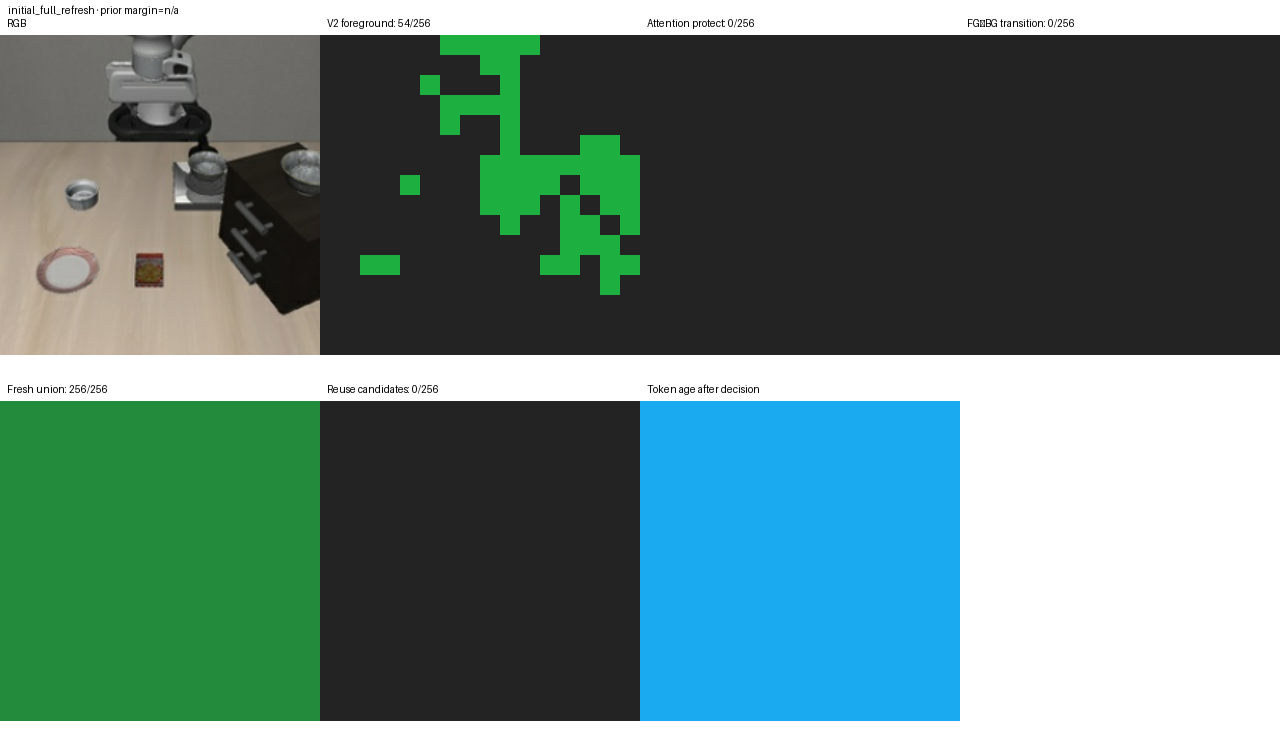 initial_full_refresh · prior margin=n/a
RGB
V2 foreground: 54/256
Attention protect: 0/256
FG□BG transition: 0/256
Fresh union: 256/256
Reuse candidates: 0/256
Token age after decision